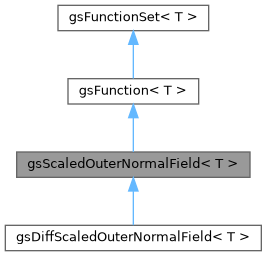 gsFunctionSet< T >
gsFunction< T >
gsScaledOuterNormalField< T >
gsDiffScaledOuterNormalField< T >